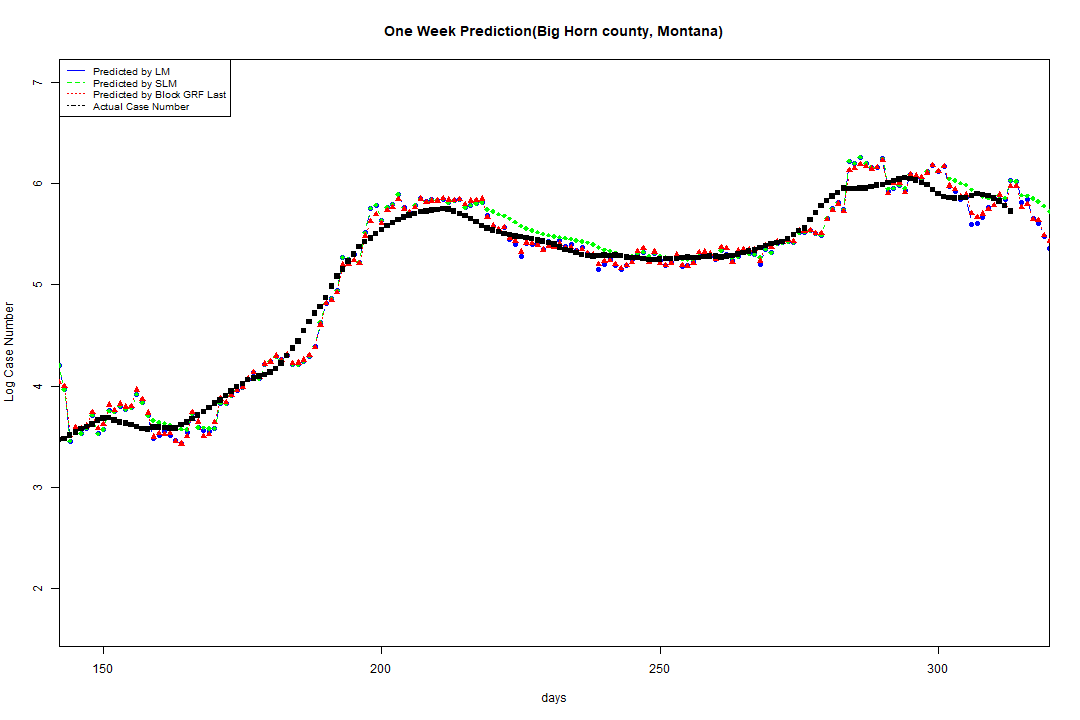 One Week Prediction(Big Horn county, Montana)
Predicted by LM
Predicted by SLM
Predicted by Block GRF Last
Actual Case Number
7
6
5
4
3
2
Log Case Number
150
200
250
300
days